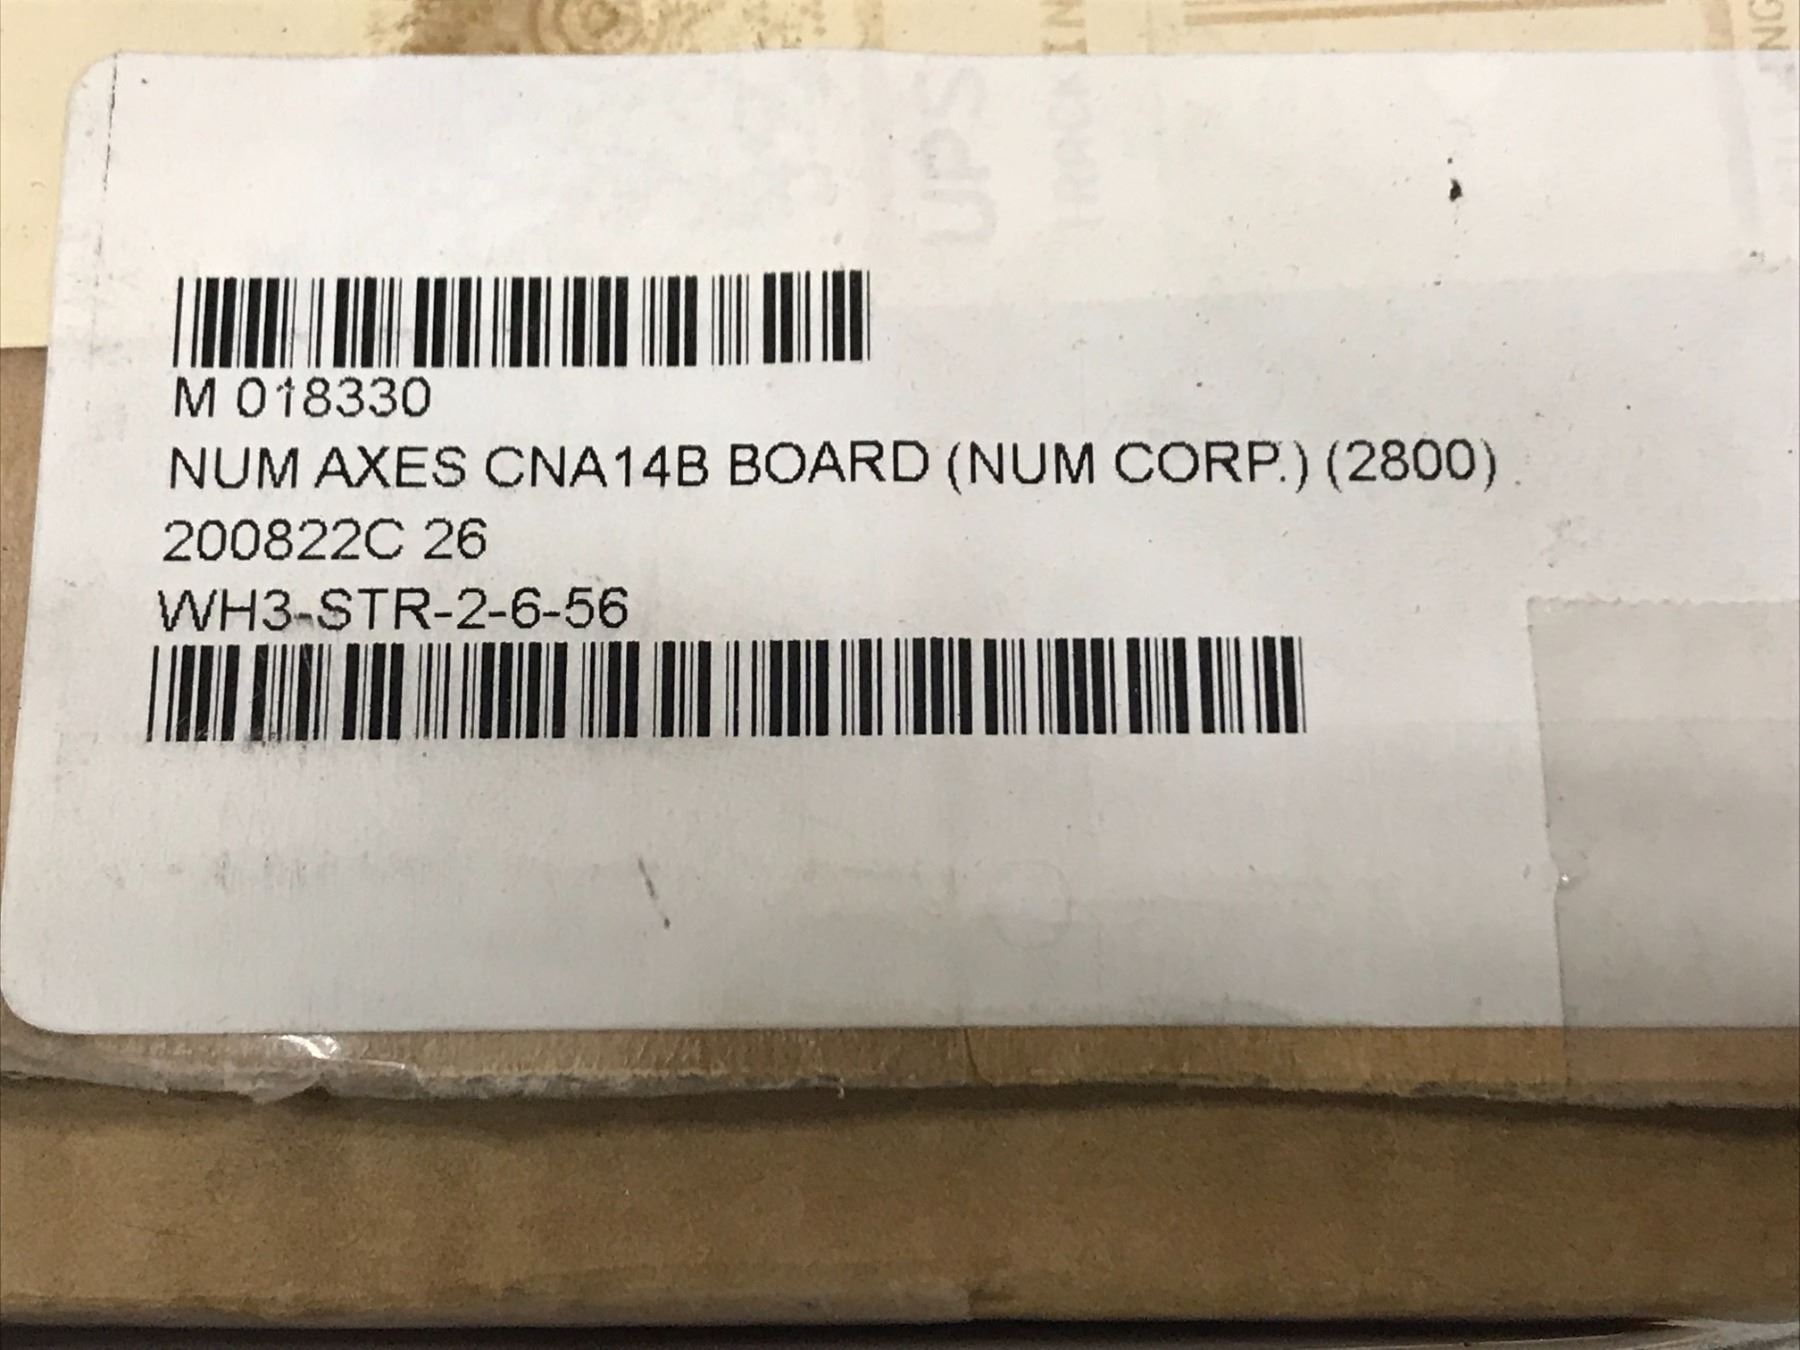 M 018330
NUM AXES CNA14B BOARD (NUM CORP.) (2800)
200822C 26
WH3-STR-2-6-56